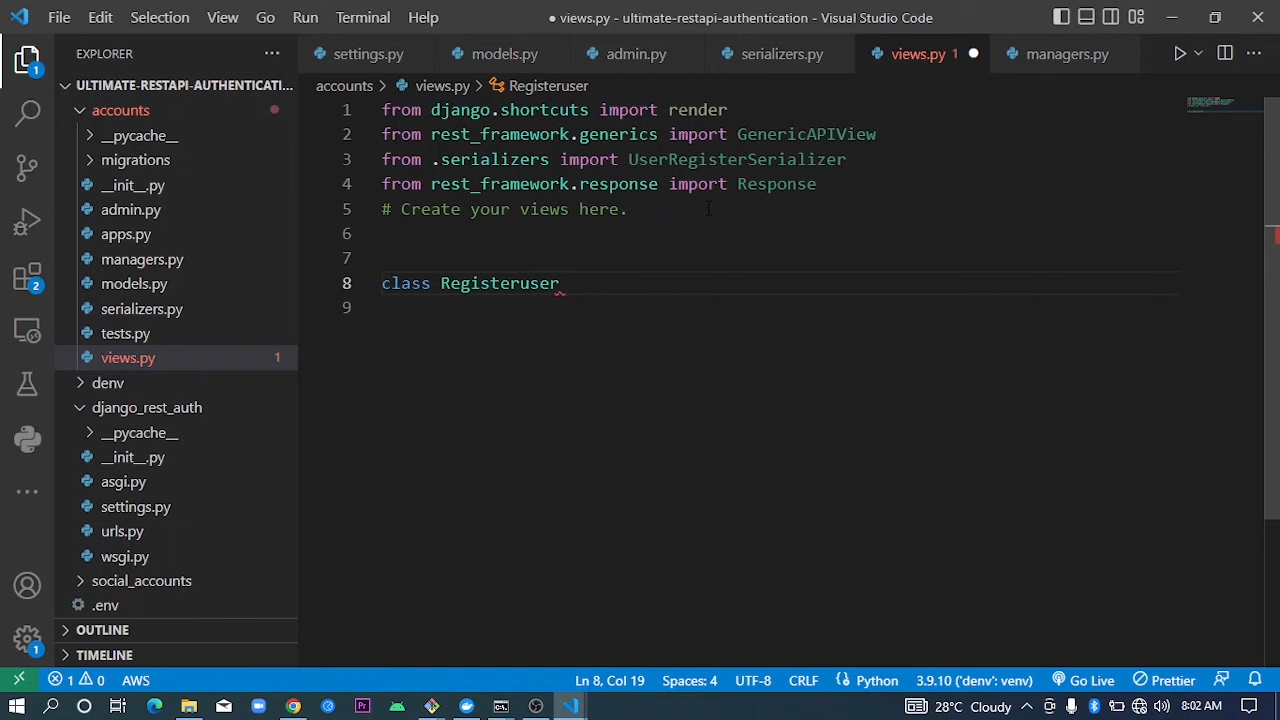 File Edit Selection View Go Run Terminal Help
● views.py - ultimate-restapi-authentication - Visual Studio Code
EXPLORER
settings.py models.py admin.py serializers.py views.py 1 managers.py
ULTIMATE-RESTAPI-AUTHENTICATI...
accounts > views.py > Registeruser
accounts
__pycache__
migrations
__init__.py
admin.py
apps.py
managers.py
models.py
serializers.py
tests.py
views.py 1
denv
django_rest_auth
__pycache__
__init__.py
asgi.py
settings.py
urls.py
wsgi.py
social_accounts
.env
OUTLINE
TIMELINE
1
2
1
1 from django.shortcuts import render
2 from rest_framework.generics import GenericAPIView
3 from .serializers import UserRegisterSerializer
4 from rest_framework.response import Response
5 # Create your views here.
6
7
8 class Registeruser
9
1 0 AWS
Ln 8, Col 19 Spaces: 4 UTF-8 CRLF Python 3.9.10 ('denv': venv) Go Live Prettier
Pr
28°C Cloudy
8:02 AM